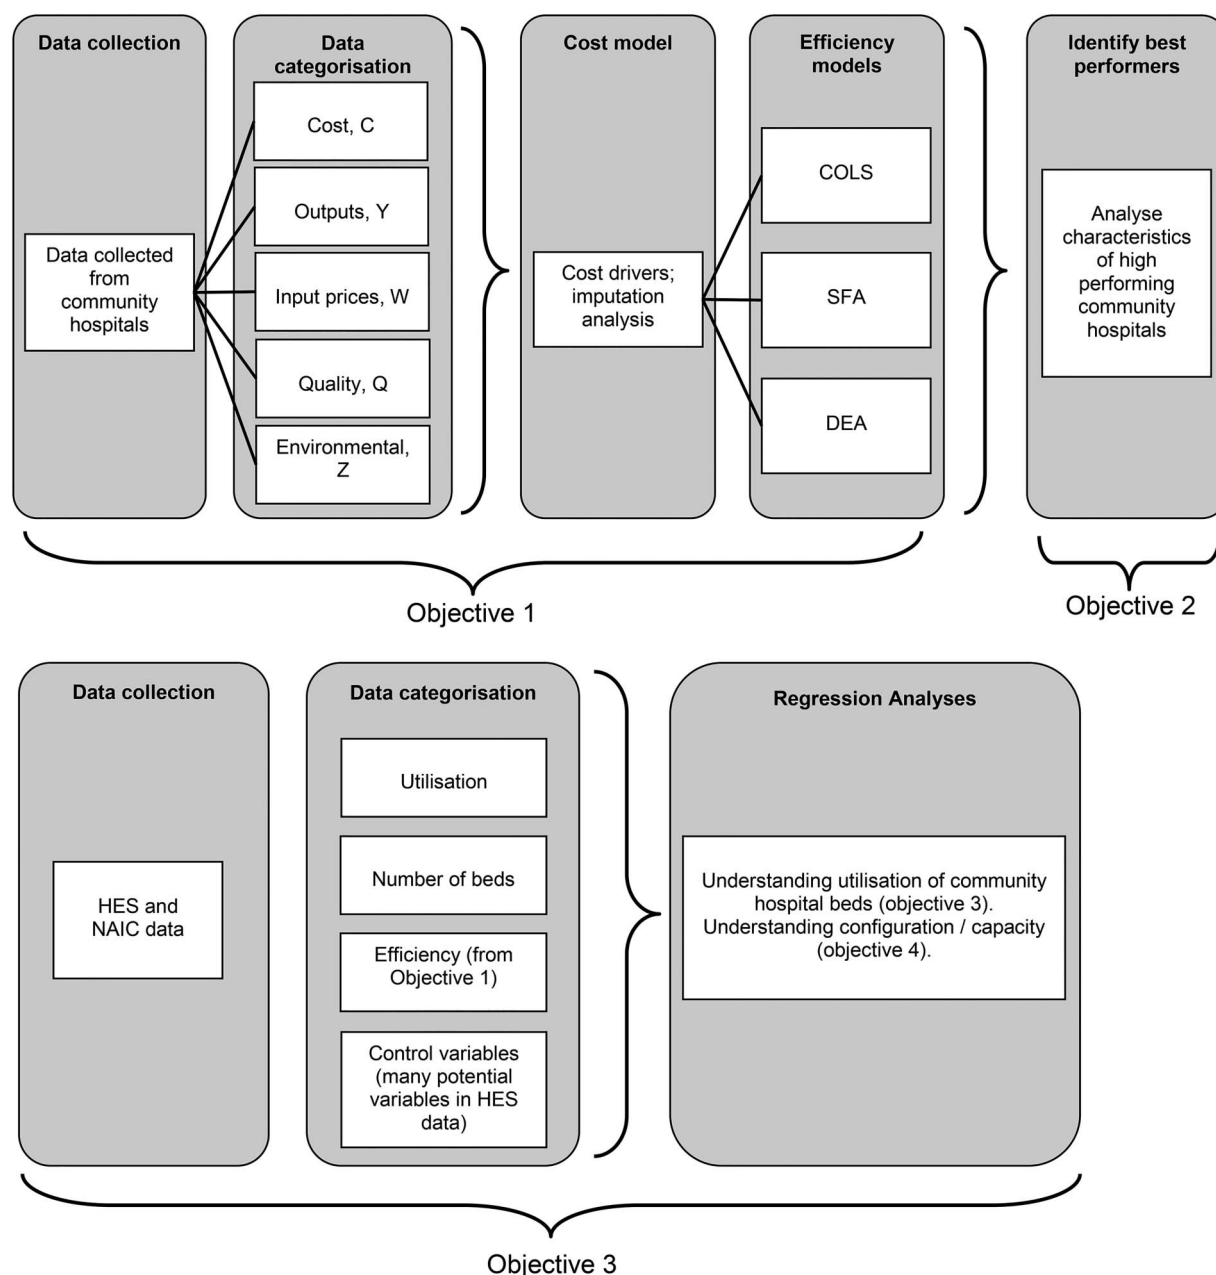 Data collection
Data collected
from
community
hospitals
Data
categorisation
Cost, C
Outputs, Y
Input prices, W
Quality, Q
Environmental,
Z
Cost model
Cost drivers;
imputation
analysis
Efficiency
models
COLS
SFA
DEA
Identify best
performers
Analyse
characteristics
of high
performing
community
hospitals
Objective 1
Objective 2
Data collection
HES and
NAIC data
Data categorisation
Utilisation
Number of beds
Efficiency (from
Objective 1)
Control variables
(many potential
variables in HES
data)
Regression Analyses
Understanding utilisation of community
hospital beds (objective 3).
Understanding configuration / capacity
(objective 4).
Objective 3